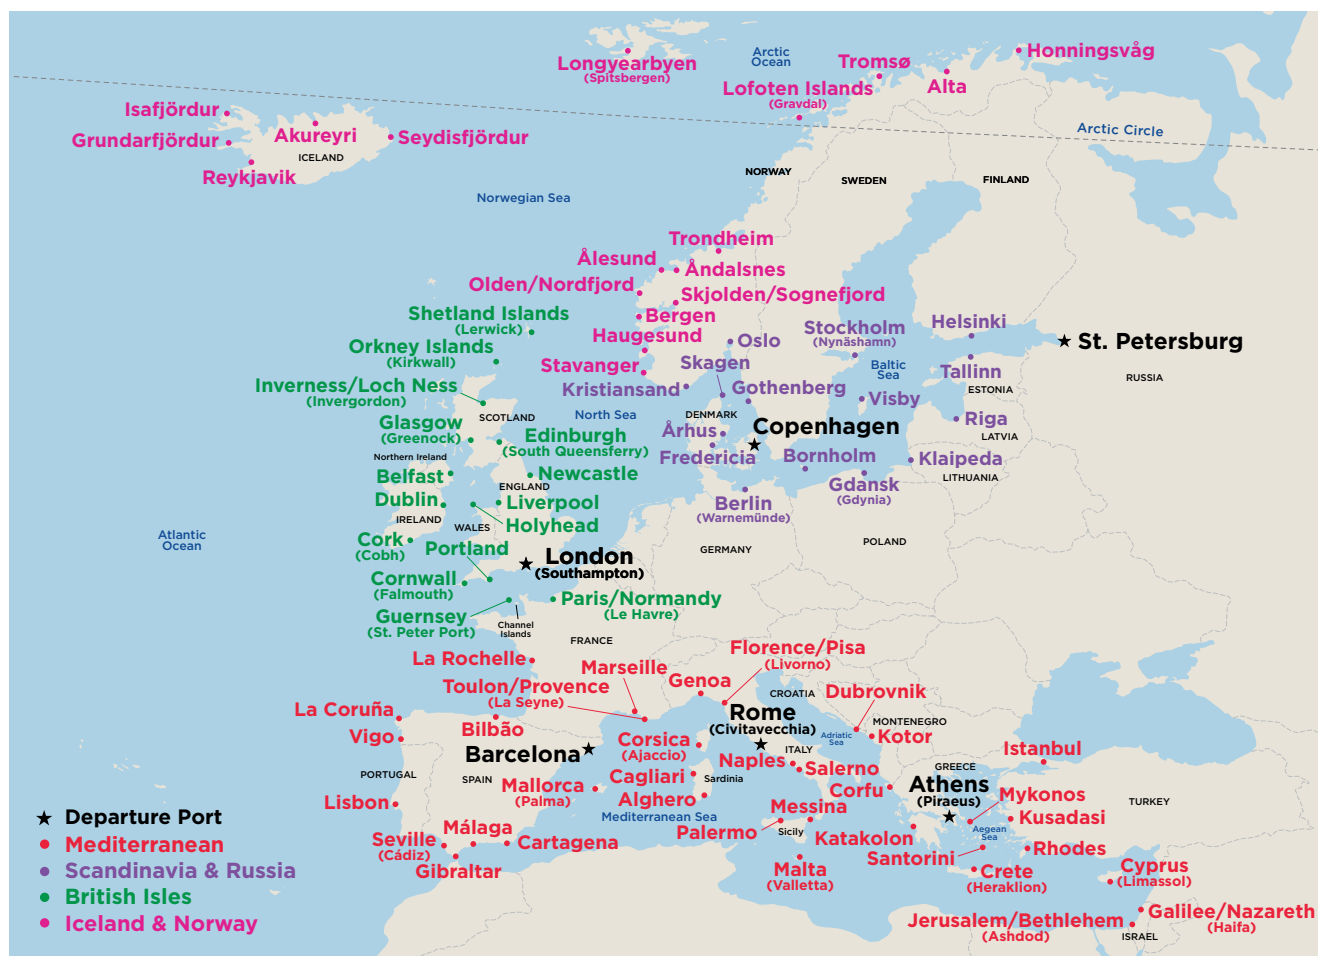 Longyearbyen
(Spitsbergen)
Arctic
Ocean
Tromsø
Honningsvåg
Alta
Lofoten Islands
(Gravdal)
Isafjördur
Grundarfjördur
Akureyri
Seydisfjördur
ICELAND
Reykjavik
Arctic Circle
NORWAY
SWEDEN
FINLAND
Norwegian Sea
Trondheim
Ålesund
Åndalsnes
Olden/Nordfjord
Skjolden/Sognefjord
Bergen
Haugesund
Stavanger
Shetland Islands
(Lerwick)
Orkney Islands
(Kirkwall)
Inverness/Loch Ness
(Invergordon)
SCOTLAND
North Sea
Kristiansand
Skagen
Oslo
Stockholm
(Nynäshamn)
Helsinki
St. Petersburg
RUSSIA
Baltic
Sea
Tallinn
ESTONIA
Gothenberg
Visby
Riga
LATVIA
DENMARK
Copenhagen
Århus
Fredericia
Bornholm
Klaipeda
LITHUANIA
Gdansk
(Gdynia)
Berlin
(Warnemünde)
Glasgow
(Greenock)
Edinburgh
(South Queensferry)
Northern Ireland
Belfast
Newcastle
ENGLAND
Dublin
Liverpool
IRELAND
WALES
Holyhead
Cork
(Cobh)
Portland
London
(Southampton)
GERMANY
POLAND
Atlantic
Ocean
Cornwall
(Falmouth)
Guernsey
(St. Peter Port)
Channel
Islands
Paris/Normandy
(Le Havre)
FRANCE
La Rochelle
Marseille
Florence/Pisa
(Livorno)
Toulon/Provence
(La Seyne)
Genoa
CROATIA
Dubrovnik
La Coruña
Bilbão
Rome
(Civitavecchia)
MONTENEGRO
Vigo
Barcelona
Corsica
(Ajaccio)
Adriatic
Sea
Kotor
ITALY
Istanbul
PORTUGAL
SPAIN
Mallorca
(Palma)
Cagliari
Sardinia
Naples
Salerno
GREECE
Athens
(Piraeus)
Corfu
Mykonos
TURKEY
Lisbon
Alghero
Mediterranean Sea
Messina
Kusadasi
Palermo
Sicily
Katakolon
Aegean
Sea
Seville
(Cádiz)
Málaga
Cartagena
Gibraltar
Santorini
Rhodes
Malta
(Valletta)
Crete
(Heraklion)
Cyprus
(Limassol)
Jerusalem/Bethlehem
(Ashdod)
Galilee/Nazareth
(Haifa)
ISRAEL
Departure Port
Mediterranean
Scandinavia & Russia
British Isles
Iceland & Norway